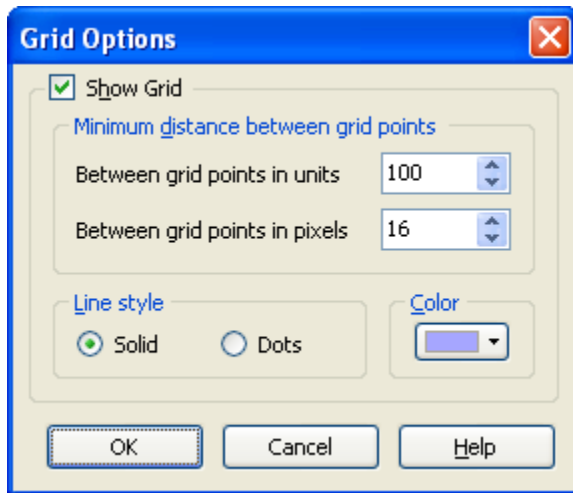 Grid Options
Show Grid
Minimum distance between grid points
Between grid points in units 100
Between grid points in pixels 16
Line style Color
Solid Dots
OK Cancel Help